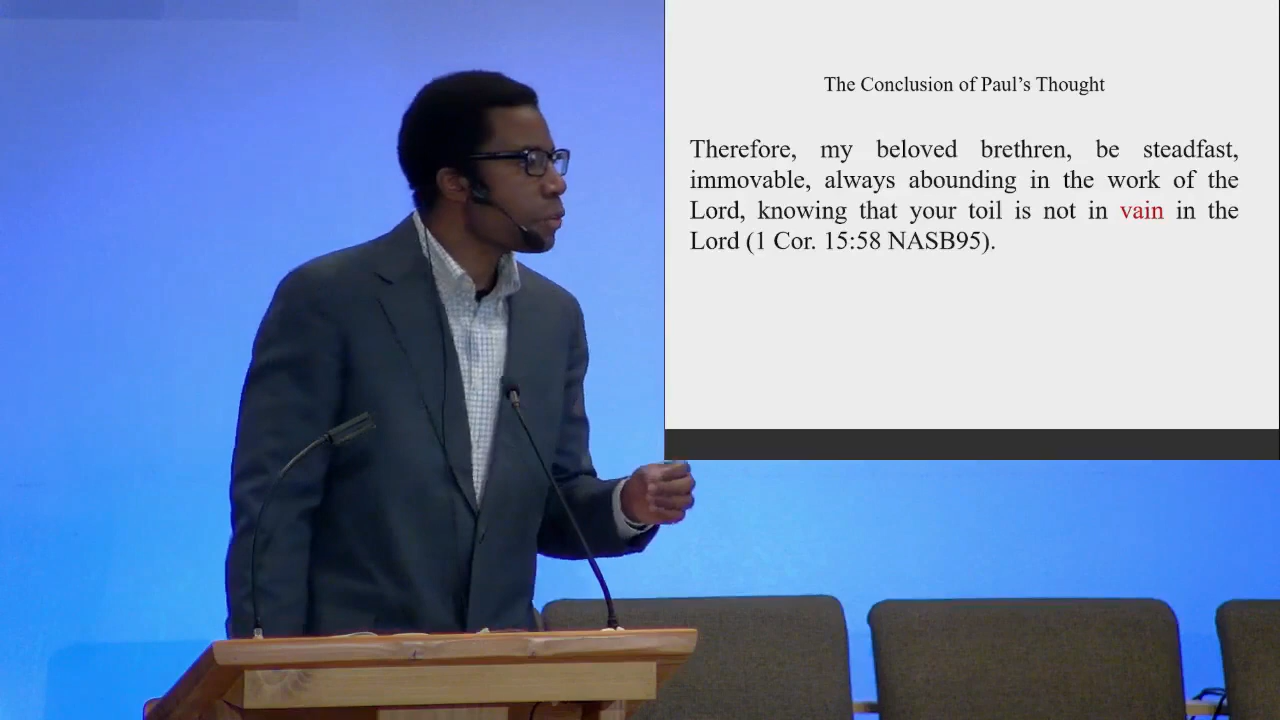 The Conclusion of Paul’s Thought
Therefore, my beloved brethren, be steadfast,
immovable, always abounding in the work of the
Lord, knowing that your toil is not in vain in the
Lord (1 Cor. 15:58 NASB95).